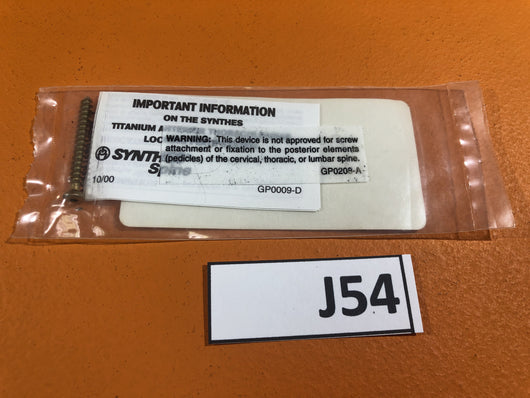 IMPORTANT INFORMATION
ON THE SYNTHES
TITANIUM
LOC
WARNING: This device is not approved for screw
attachment or fixation to the posterior elements
(pedicles) of the cervical, thoracic, or lumbar spine.
GP0208-A
SYNTH
Spine
10/00
GP0009-D
J54